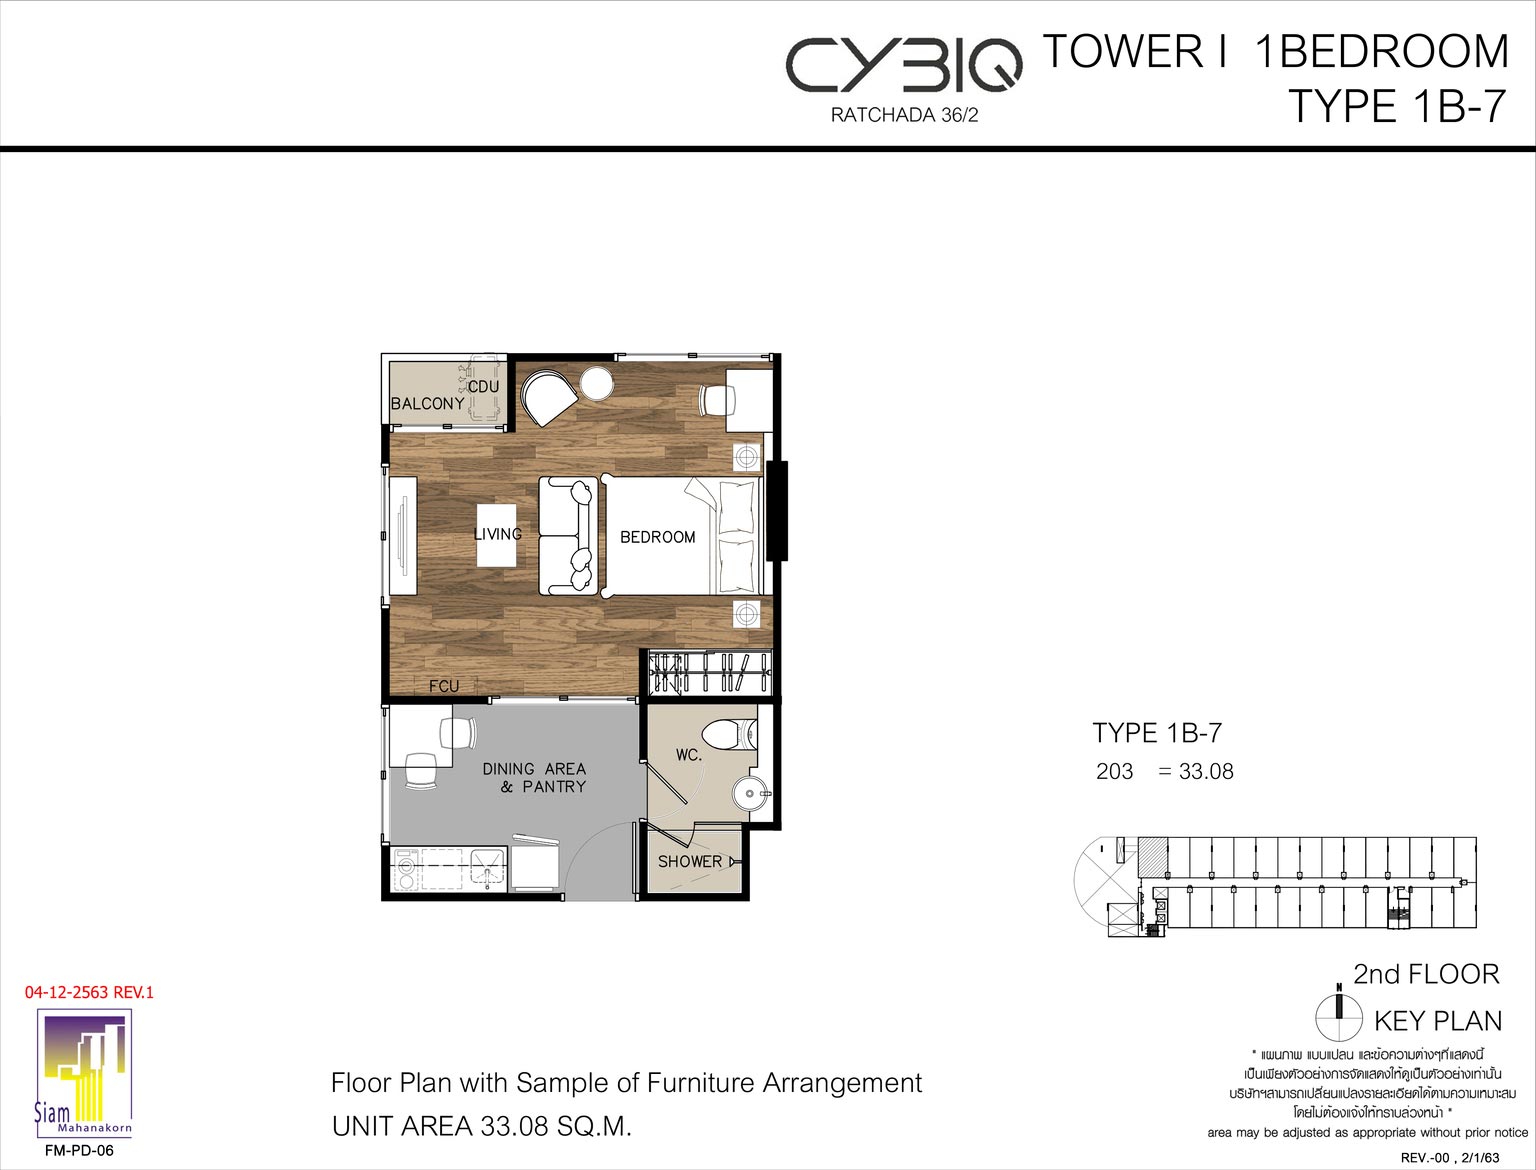 CYBIQ
RATCHADA 36/2
TOWER I 1BEDROOM
TYPE 1B-7
CDU
BALCONY
LIVING
BEDROOM
FCU
WC.
DINING AREA
& PANTRY
SHOWER
TYPE 1B-7
203 = 33.08
2nd FLOOR
N
KEY PLAN
* แผนภาพ แบบแปลน และข้อความต่างๆที่แสดงนี้
เป็นเพียงตัวอย่างการจัดแสดงให้ดูเป็นตัวอย่างเท่านั้น
บริษัทฯสามารถเปลี่ยนแปลงรายละเอียดได้ตามความเหมาะสม
โดยไม่ต้องแจ้งให้ทราบล่วงหน้า *
area may be adjusted as appropriate without prior notice
REV.-00 , 2/1/63
04-12-2563 REV.1
Siam
Mahanakorn
FM-PD-06
Floor Plan with Sample of Furniture Arrangement
UNIT AREA 33.08 SQ.M.